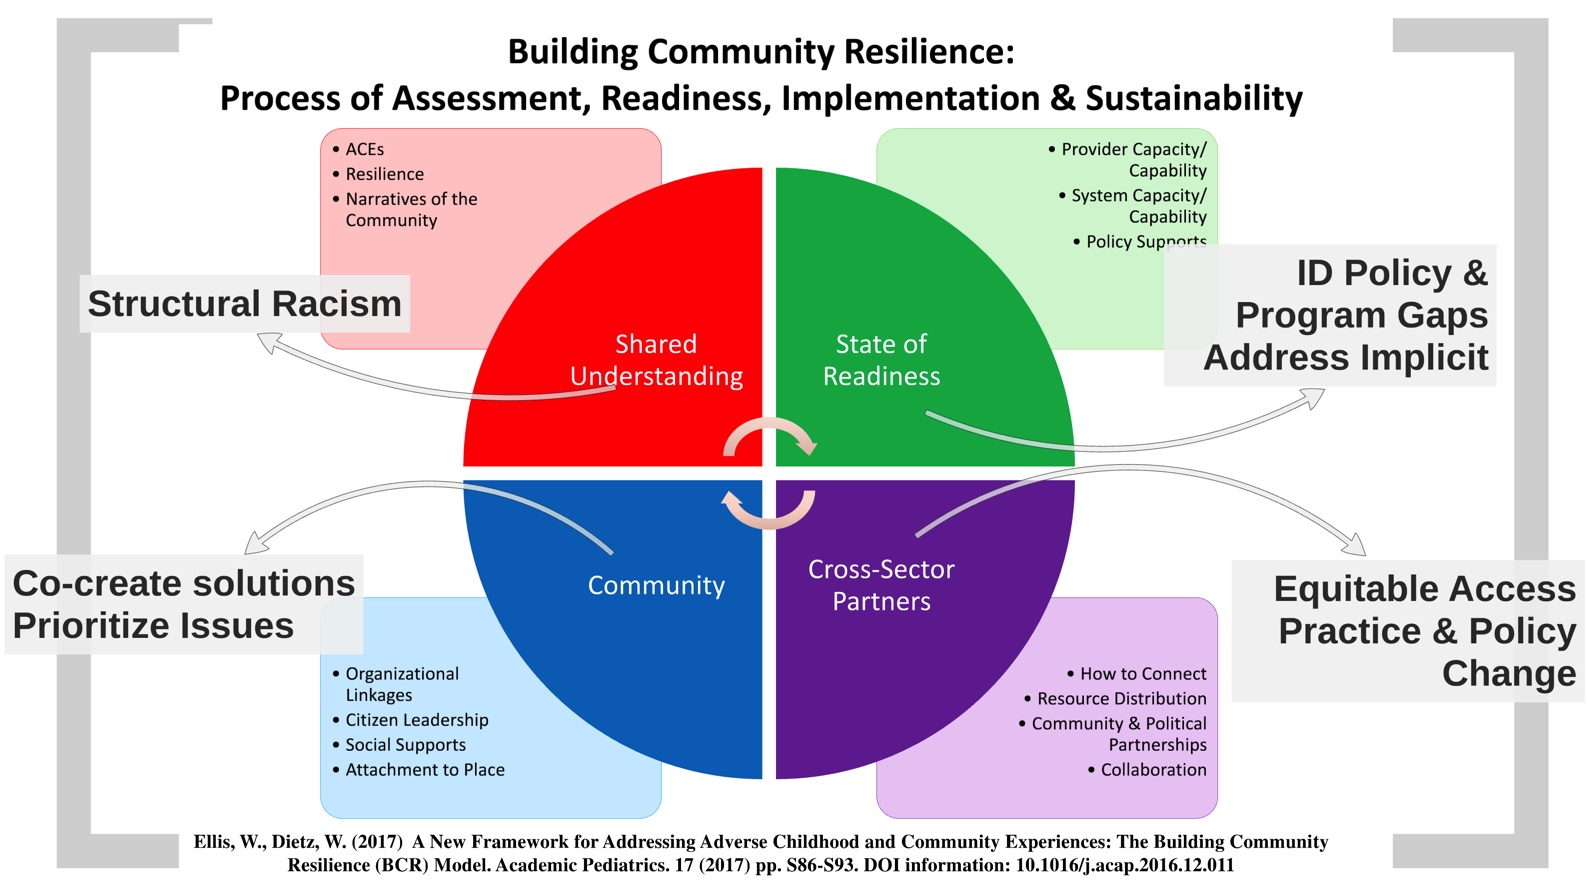 Building Community Resilience:
Process of Assessment, Readiness, Implementation & Sustainability
• ACEs
• Resilience
• Narratives of the
Community
• Provider Capacity/
Capability
• System Capacity/
Capability
• Policy Supports
Structural Racism
ID Policy &
Program Gaps
Address Implicit
Shared
Understanding
State of
Readiness
Co-create solutions
Prioritize Issues
Community
Cross-Sector
Partners
Equitable Access
Practice & Policy
Change
• Organizational
Linkages
• Citizen Leadership
• Social Supports
• Attachment to Place
• How to Connect
• Resource Distribution
• Community & Political
Partnerships
• Collaboration
Ellis, W., Dietz, W. (2017) A New Framework for Addressing Adverse Childhood and Community Experiences: The Building Community
Resilience (BCR) Model. Academic Pediatrics. 17 (2017) pp. S86-S93. DOI information: 10.1016/j.acap.2016.12.011